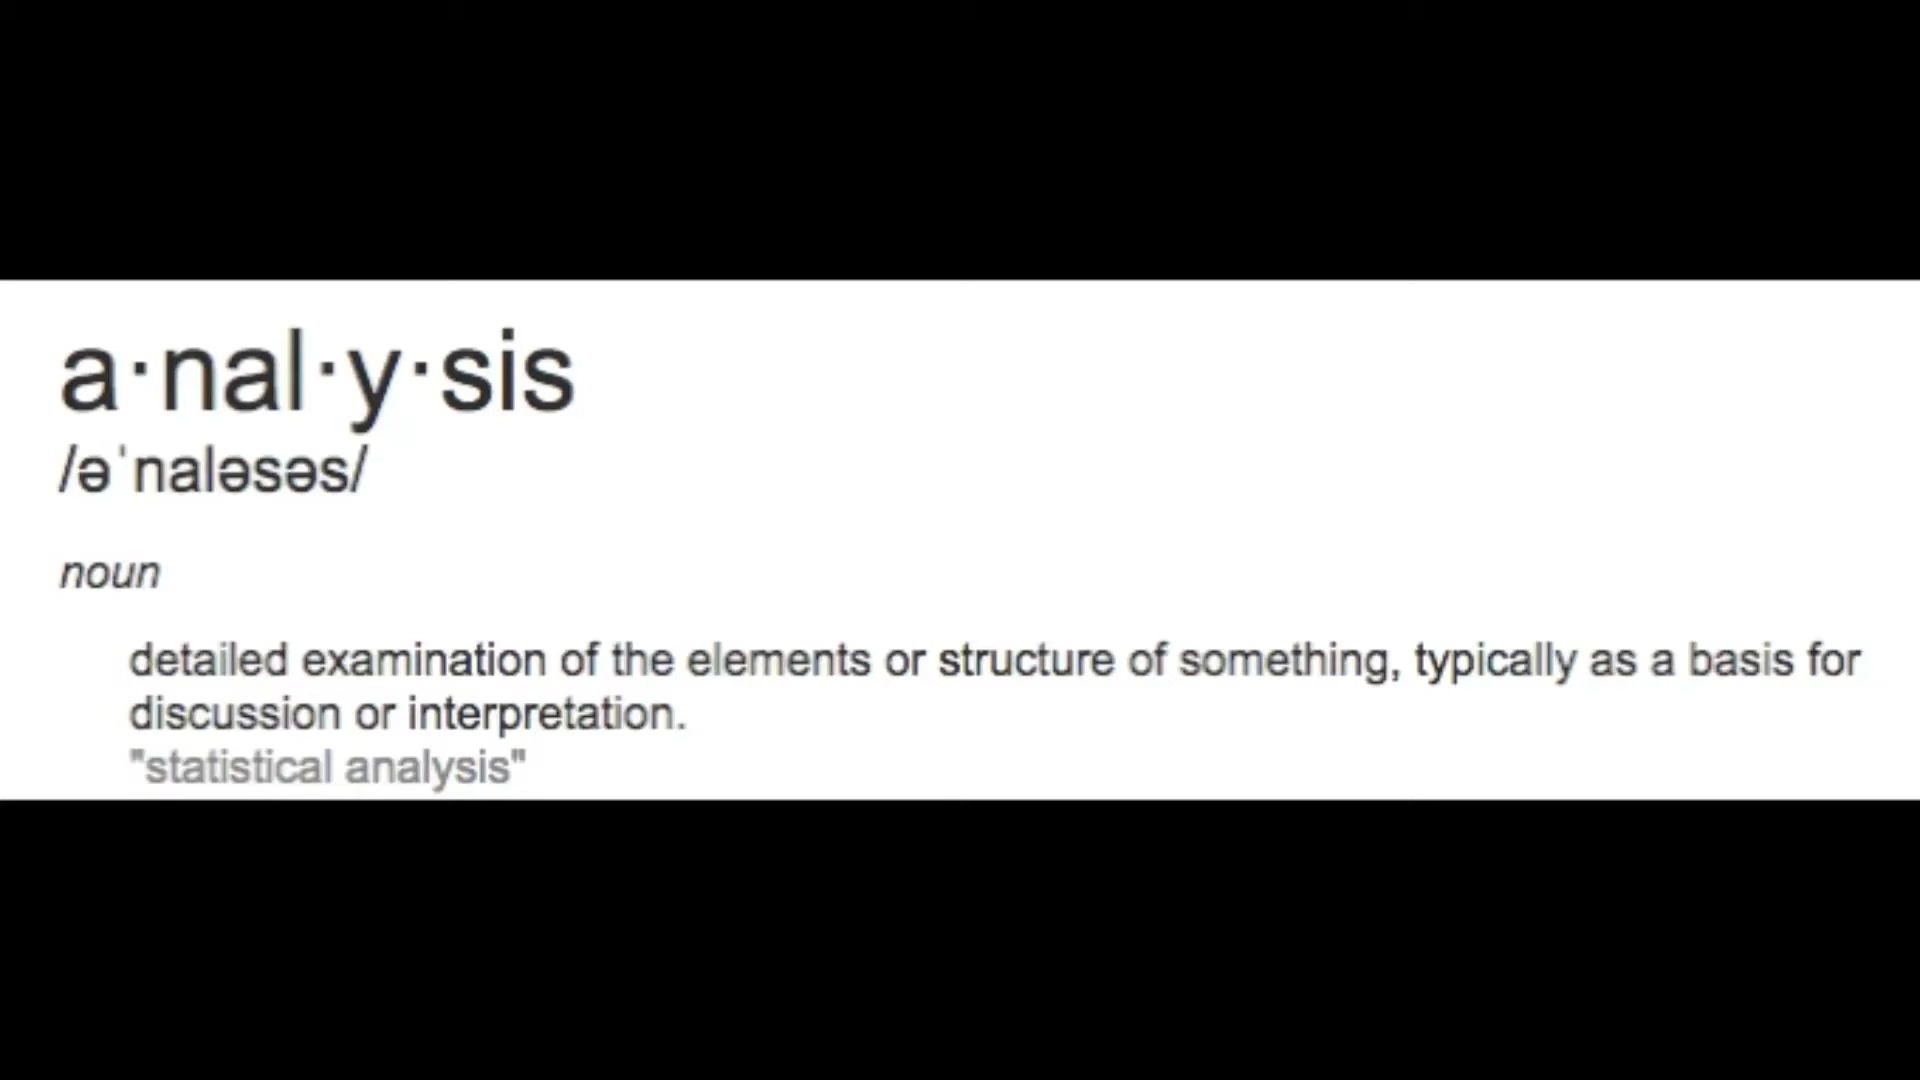 a·nal·y·sis
/əˈnaləsəs/
noun
detailed examination of the elements or structure of something, typically as a basis for
discussion or interpretation.
"statistical analysis"